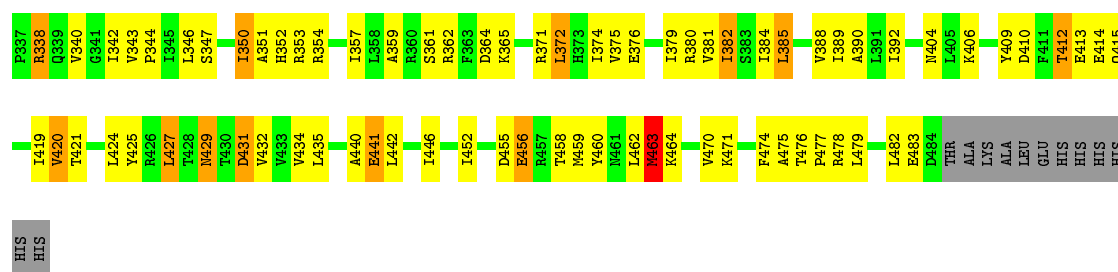 P337 R338 Q339 V340 G341 I342 V343 P344 I345 L346 S347 I350 A351 H352 R353 R354 I357 L358 A359 R360 S361 R362 F363 D364 K365 R371 L372 H373 I374 V375 E376 I379 R380 V381 I382 S383 I384 L385 V388 I389 A390 L391 I392 N404 L405 K406 Y409 D410 F411 T412 E413 E414 Q415
I419 V420 T421 L424 Y425 R426 L427 T428 N429 T430 D431 V432 V433 V434 L435 A440 E441 L442 I446 I452 D455 E456 R457 T458 M459 Y460 N461 L462 M463 K464 V470 K471 F474 A475 T476 P477 R478 L479 L482 E483 D484 THR ALA LYS ALA LEU GLU HIS HIS HIS HIS
HIS HIS